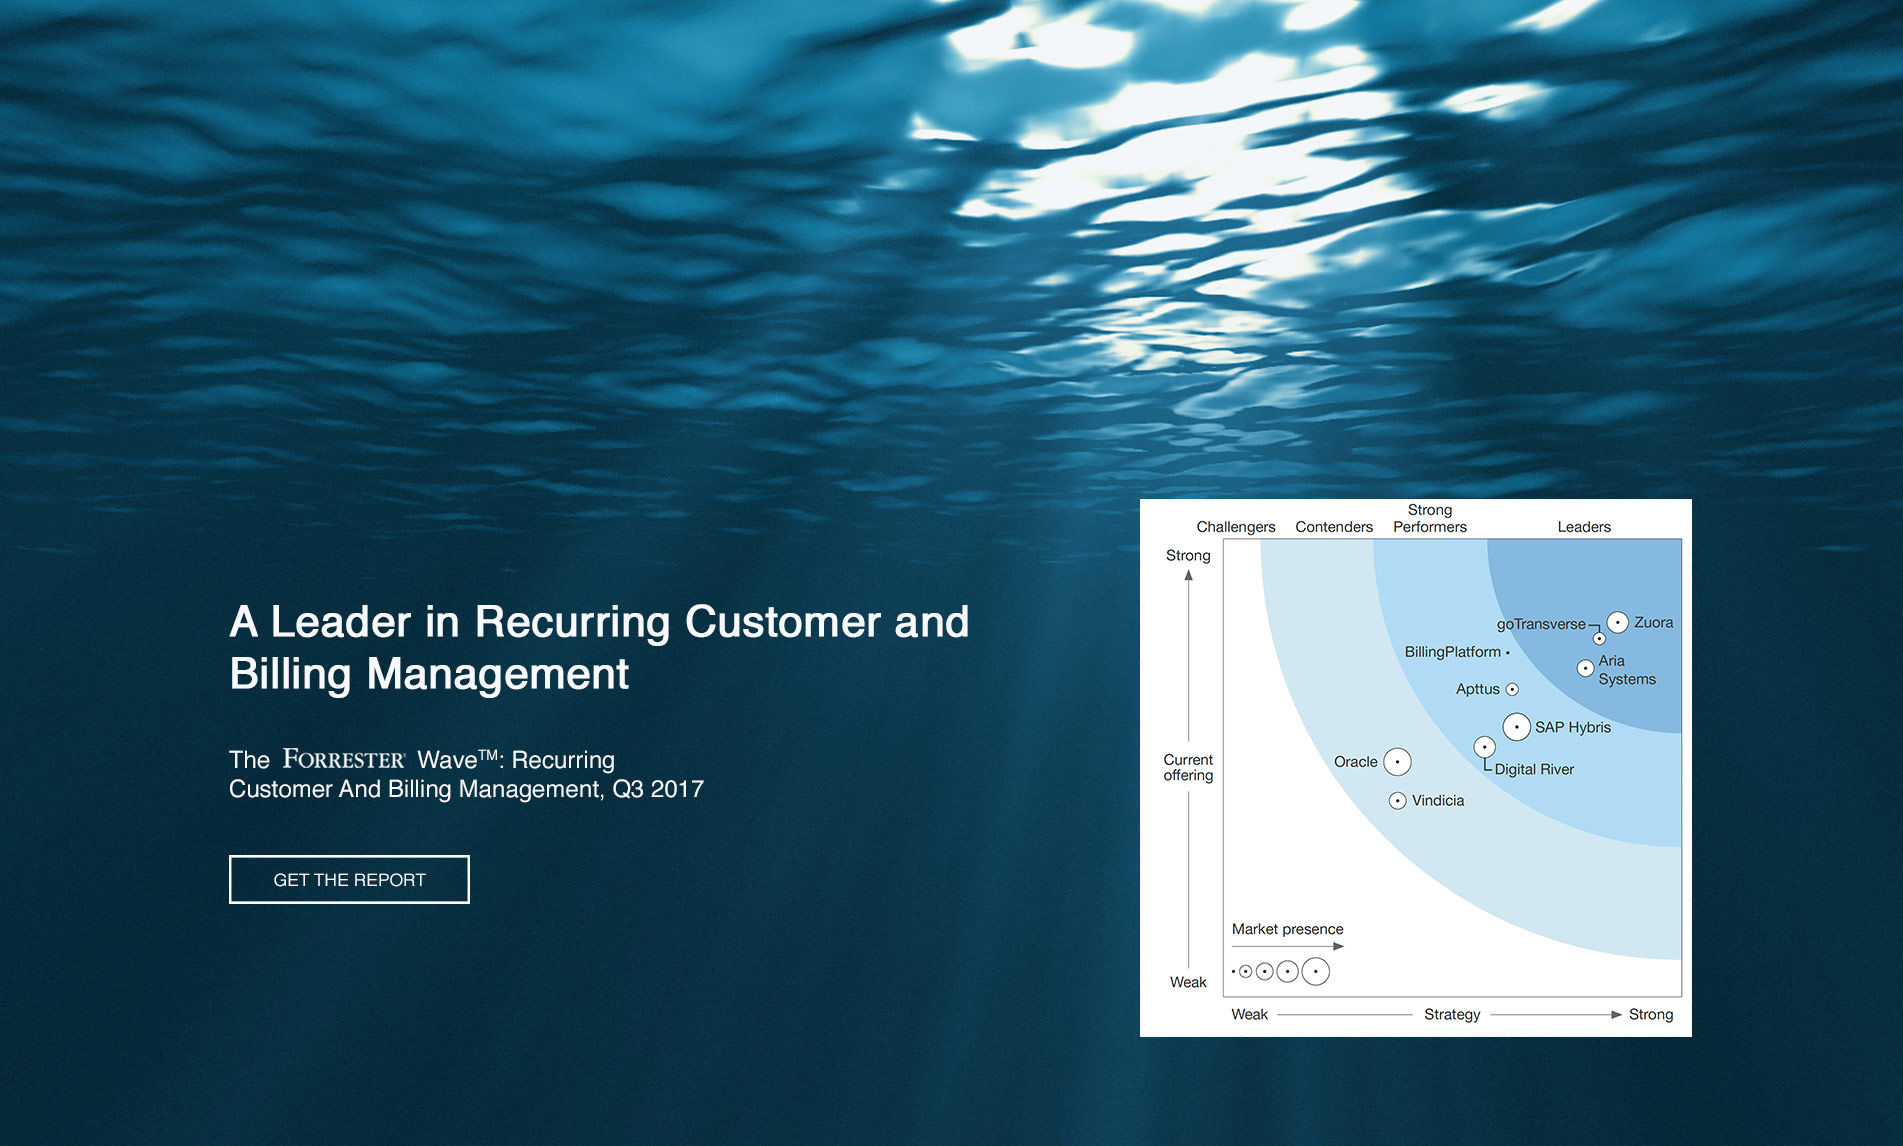 A Leader in Recurring Customer and
Billing Management
The FORRESTER® Wave™: Recurring
Customer And Billing Management, Q3 2017
GET THE REPORT
Strong
Challengers Contenders Performers Leaders
Strong
goTransverse Zuora
BillingPlatform
Aria
Systems
Apttus
SAP Hybris
Current
offering
Oracle
Digital River
Vindicia
Market presence
Weak
Weak Strategy Strong